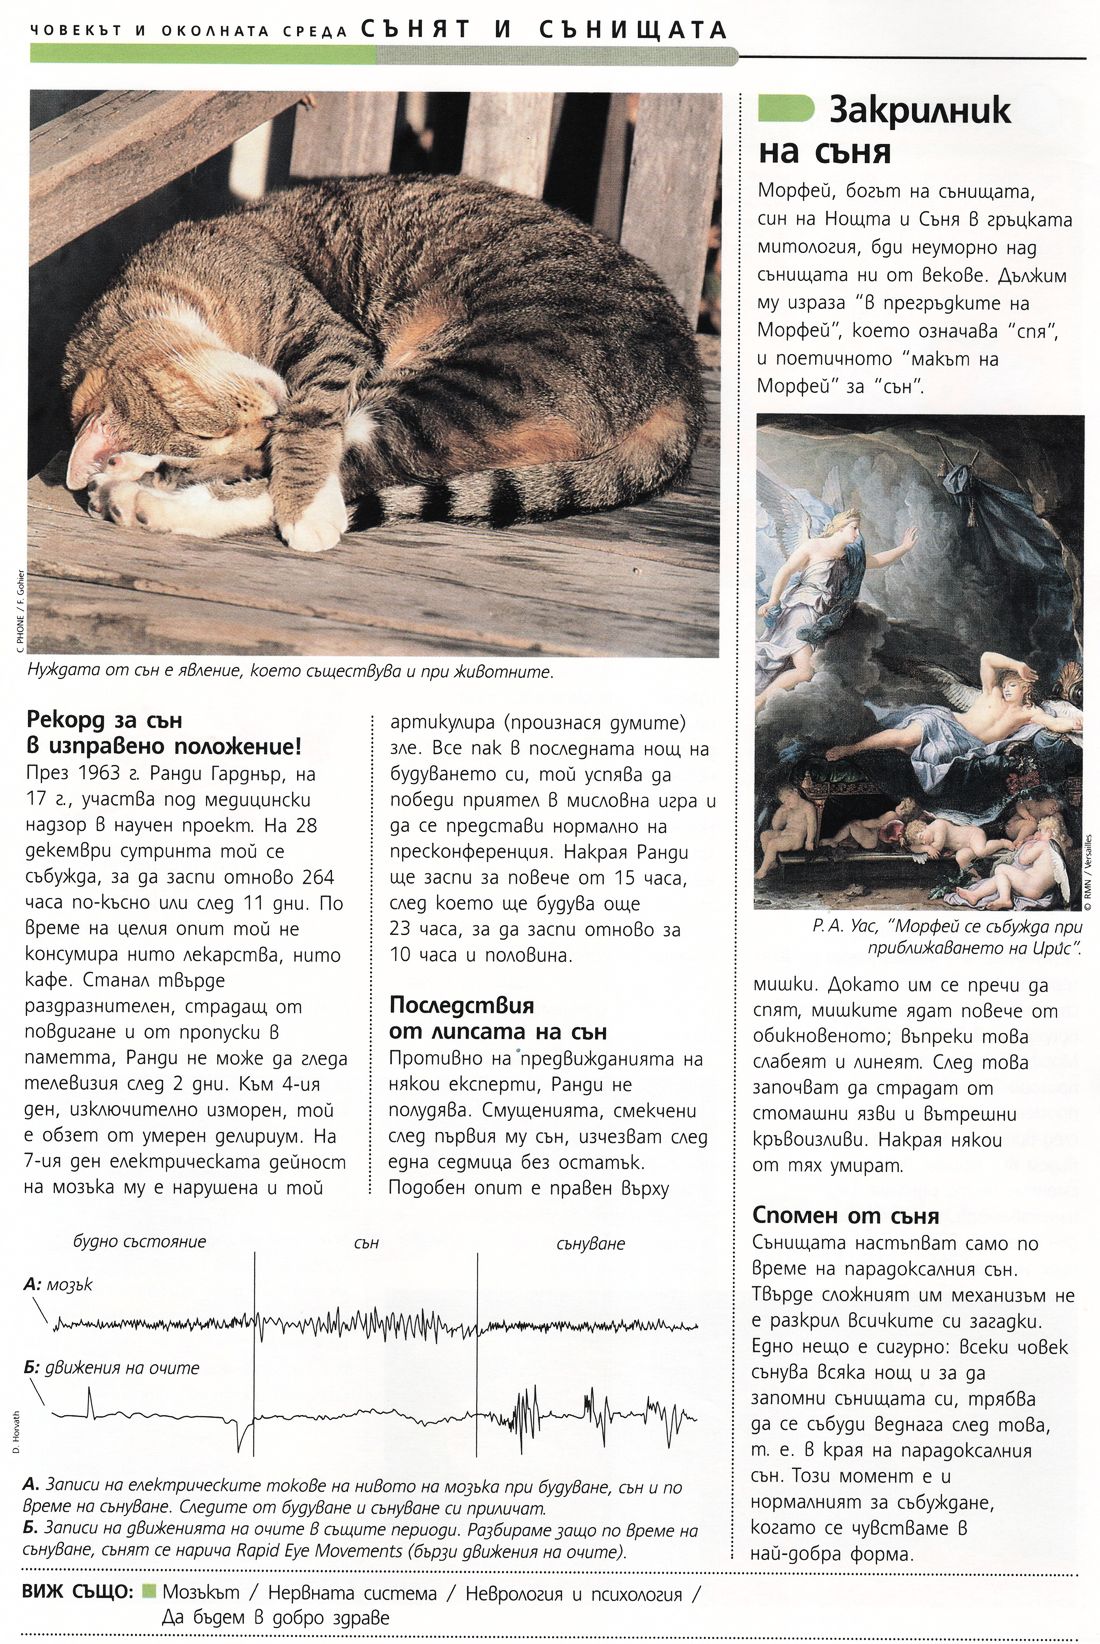 ЧОВЕКЪТ И ОКОЛНАТА СРЕДА СЪНЯТ И СЪНИЩАТА
C. PHONE / F. Gohier
Нуждата от сън е явление, което съществува и при животните.
Рекорд за сън
в изправено положение!
През 1963 г. Ранди Гарднър, на
17 г., участва под медицински
надзор в научен проект. На 28
декември сутринта той се
събужда, за да заспи отново 264
часа по-късно или след 11 дни. По
време на целия опит той не
консумира нито лекарства, нито
кафе. Станал твърде
раздразнителен, страдащ от
повдигане и от пропуски в
паметта, Ранди не може да гледа
телевизия след 2 дни. Към 4-ия
ден, изключително изморен, той
е обзет от умерен делириум. На
7-ия ден електрическата дейност
на мозъка му е нарушена и той
артикулира (произнася думите)
зле. Все пак в последната нощ на
будуването си, той успява да
победи приятел в мисловна игра и
да се представи нормално на
пресконференция. Накрая Ранди
ще заспи за повече от 15 часа,
след което ще будува още
23 часа, за да заспи отново за
10 часа и половина.
Последствия
от липсата на сън
Противно на предвижданията на
някои експерти, Ранди не
полудява. Смущенията, смекчени
след първия му сън, изчезват след
една седмица без остатък.
Подобен опит е правен върху
Закрилник
на съня
Морфей, богът на сънищата,
син на Нощта и Съня в гръцката
митология, бди неуморно над
сънищата ни от векове. Дължим
му израза “в прегръдките на
Морфей”, което означава “спя”,
и поетичното “макът на
Морфей” за “сън”.
© RMN / Versailles
Р. А. Уас, “Морфей се събужда при
приближаването на Ирѝс”.
мишки. Докато им се пречи да
спят, мишките ядат повече от
обикновеното; въпреки това
слабеят и линеят. След това
започват да страдат от
стомашни язви и вътрешни
кръвоизливи. Накрая някои
от тях умират.
Спомен от съня
Сънищата настъпват само по
време на парадоксалния сън.
Твърде сложният им механизъм не
е разкрил всичките си загадки.
Едно нещо е сигурно: всеки човек
сънува всяка нощ и за да
запомни сънищата си, трябва
да се събуди веднага след това,
т. е. в края на парадоксалния
сън. Този момент е и
нормалният за събуждане,
когато се чувстваме в
най-добра форма.
будно състояние сън сънуване
А: мозък
Б: движения на очите
D. Horvath
А. Записи на електрическите токове на нивото на мозъка при будуване, сън и по
време на сънуване. Следите от будуване и сънуване си приличат.
Б. Записи на движенията на очите в същите периоди. Разбираме защо по време на
сънуване, сънят се нарича Rapid Eye Movements (бързи движения на очите).
ВИЖ СЪЩО: Мозъкът / Нервната система / Неврология и психология /
Да бъдем в добро здраве